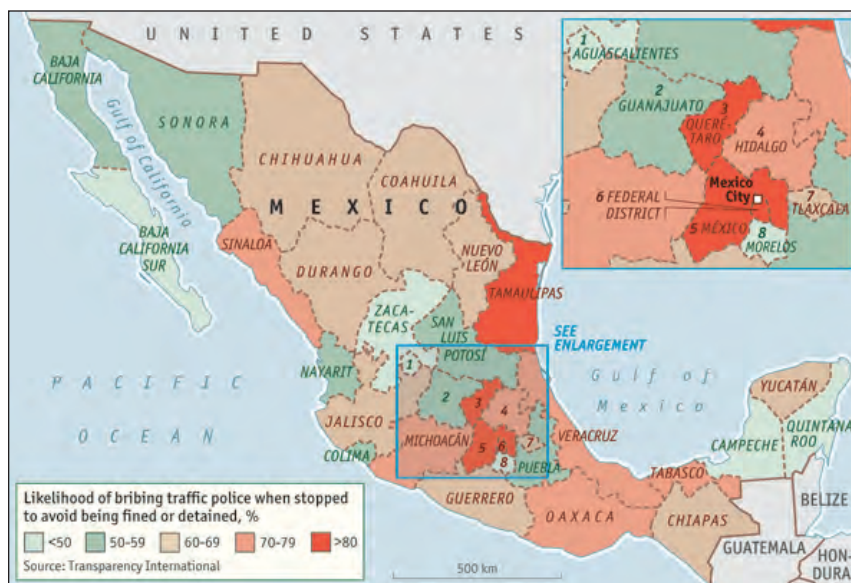 UNITED STATES
BAJA
CALIFORNIA
SONORA
Gulf of California
BAJA
CALIFORNIA
SUR
CHIHUAHUA
COAHUILA
MEXICO
SINALOA
DURANGO
NUEVO
LEÓN
TAMAULIPAS
ZACA-
TECAS
SAN
LUIS
POTOSÍ
NAYARIT
JALISCO
COLIMA
MICHOACÁN
1
2
3
4
5
6
7
8
GUERRERO
PUEBLA
VERACRUZ
OAXACA
TABASCO
CHIAPAS
CAMPECHE
YUCATÁN
QUINTANA
ROO
BELIZE
GUATEMALA
HON-
DURA
PACIFIC
OCEAN
Gulf of
Mexico
SEE
ENLARGEMENT
1
AGUASCALIENTES
2
GUANAJUATO
3
QUERÉ-
TARO
4
HIDALGO
Mexico
City
6 FEDERAL
DISTRICT
5 MÉXICO
7
TLAXCALA
8
MORELOS
Likelihood of bribing traffic police when stopped
to avoid being fined or detained, %
<50 50-59 60-69 70-79 >80
Source: Transparency International
500 km